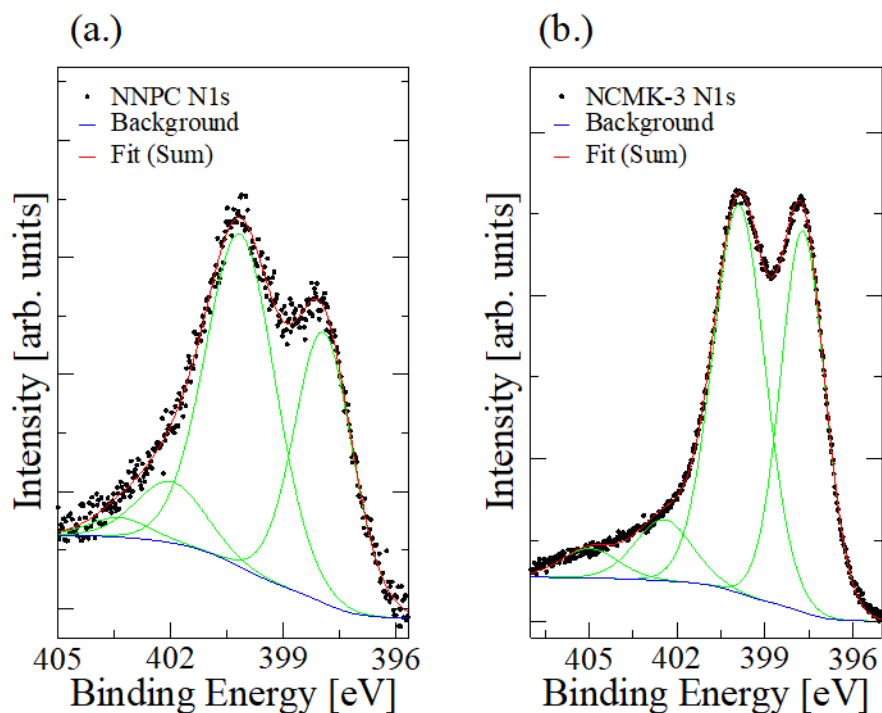 (a.)
NNPC N1s
Background
Fit (Sum)
Intensity [arb. units]
405 402 399 396
Binding Energy [eV]
(b.)
NCMK-3 N1s
Background
Fit (Sum)
Intensity [arb. units]
405 402 399 396
Binding Energy [eV]